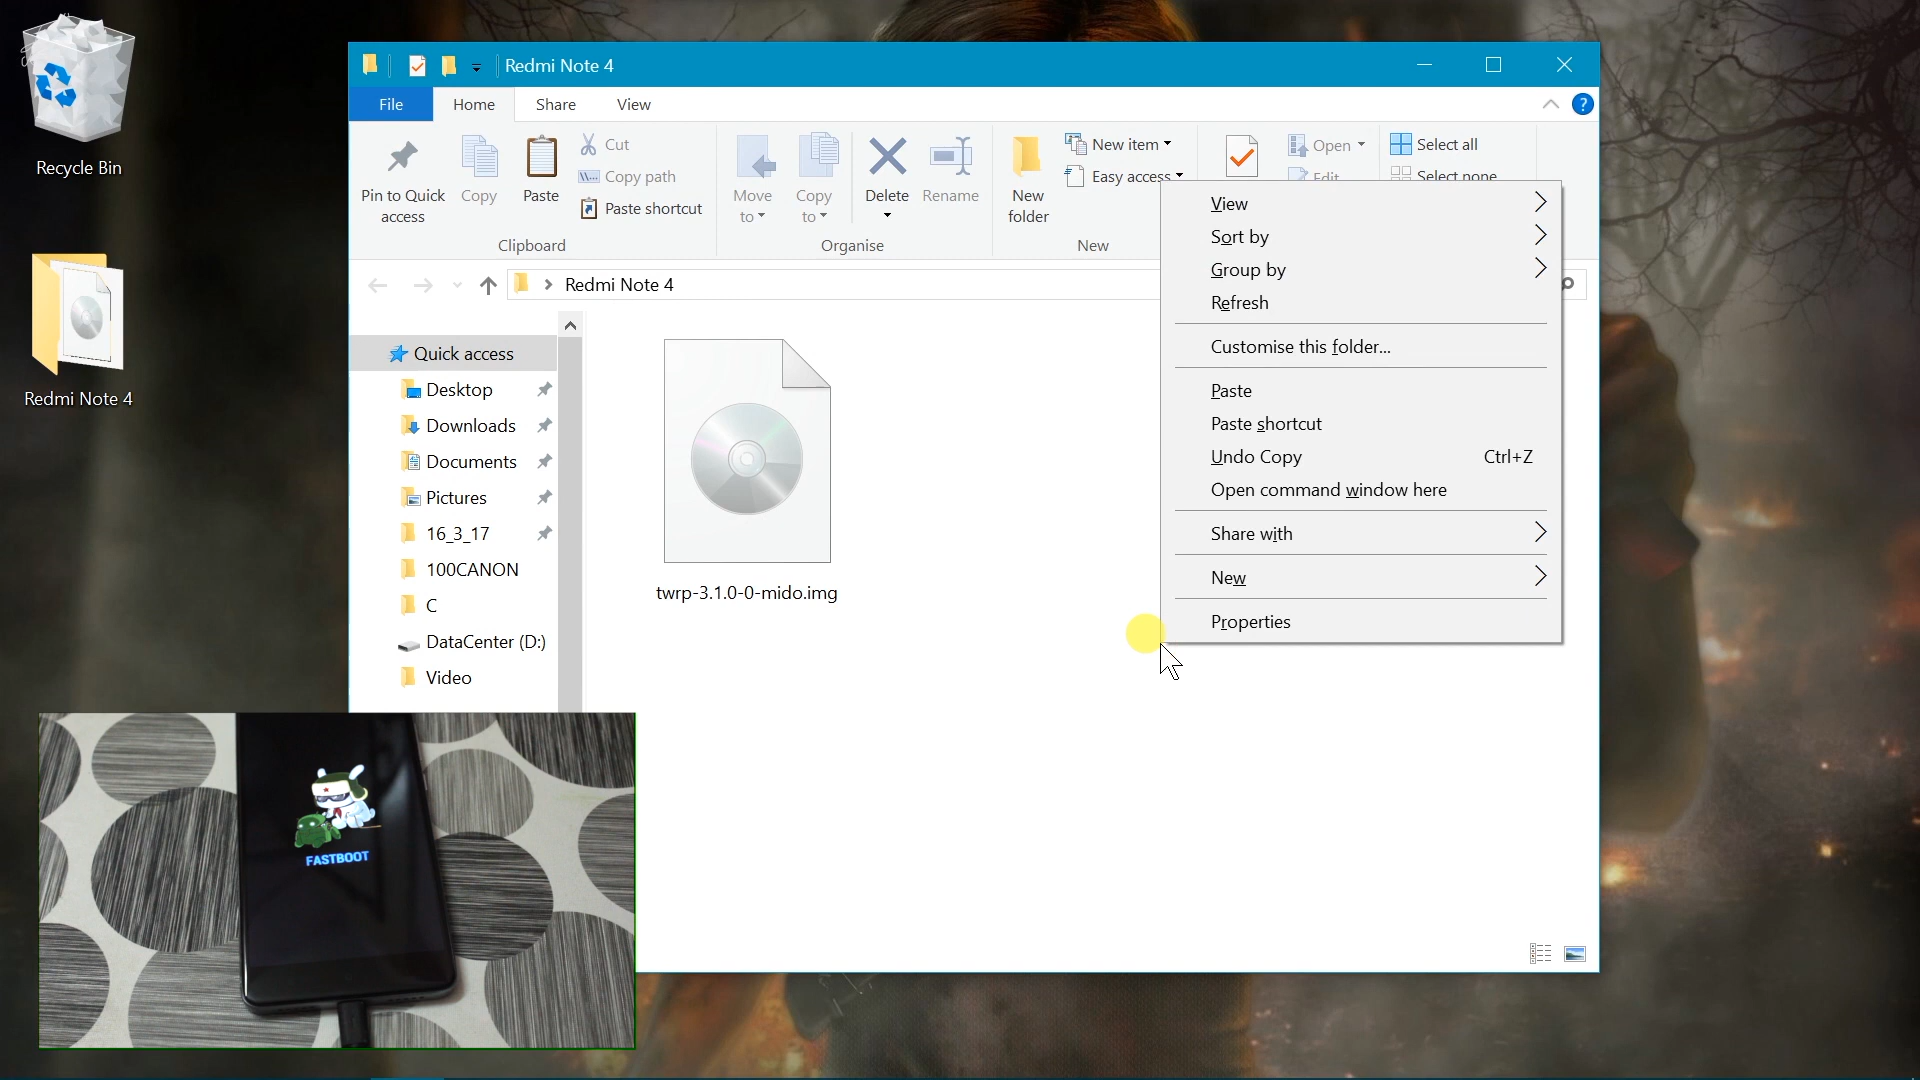 Recycle Bin
Redmi Note 4
Redmi Note 4
File
Home
Share
View
?
Pin to Quick
access
Copy
Paste
Cut
Copy path
Paste shortcut
Clipboard
Move
to
Copy
to
Delete
Rename
Organise
New
folder
New item
Easy access
New
Open
Edit
Select all
Select none
Redmi Note 4
Quick access
Desktop
Downloads
Documents
Pictures
16_3_17
100CANON
C
DataCenter (D:)
Video
twrp-3.1.0-0-mido.img
View
Sort by
Group by
Refresh
Customise this folder...
Paste
Paste shortcut
Undo Copy Ctrl+Z
Open command window here
Share with
New
Properties
FASTBOOT